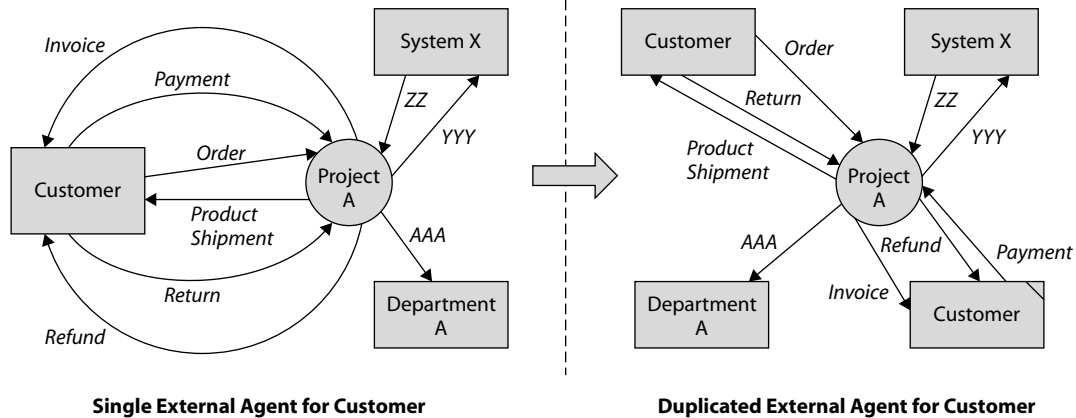 Invoice
System X
Payment
ZZ
YYY
Order
Customer
Project
A
Product
Shipment
AAA
Return
Department
A
Refund
Single External Agent for Customer
Customer
Order
System X
Return
ZZ
YYY
Product
Shipment
Project
A
AAA
Refund
Payment
Invoice
Department
A
Customer
Duplicated External Agent for Customer